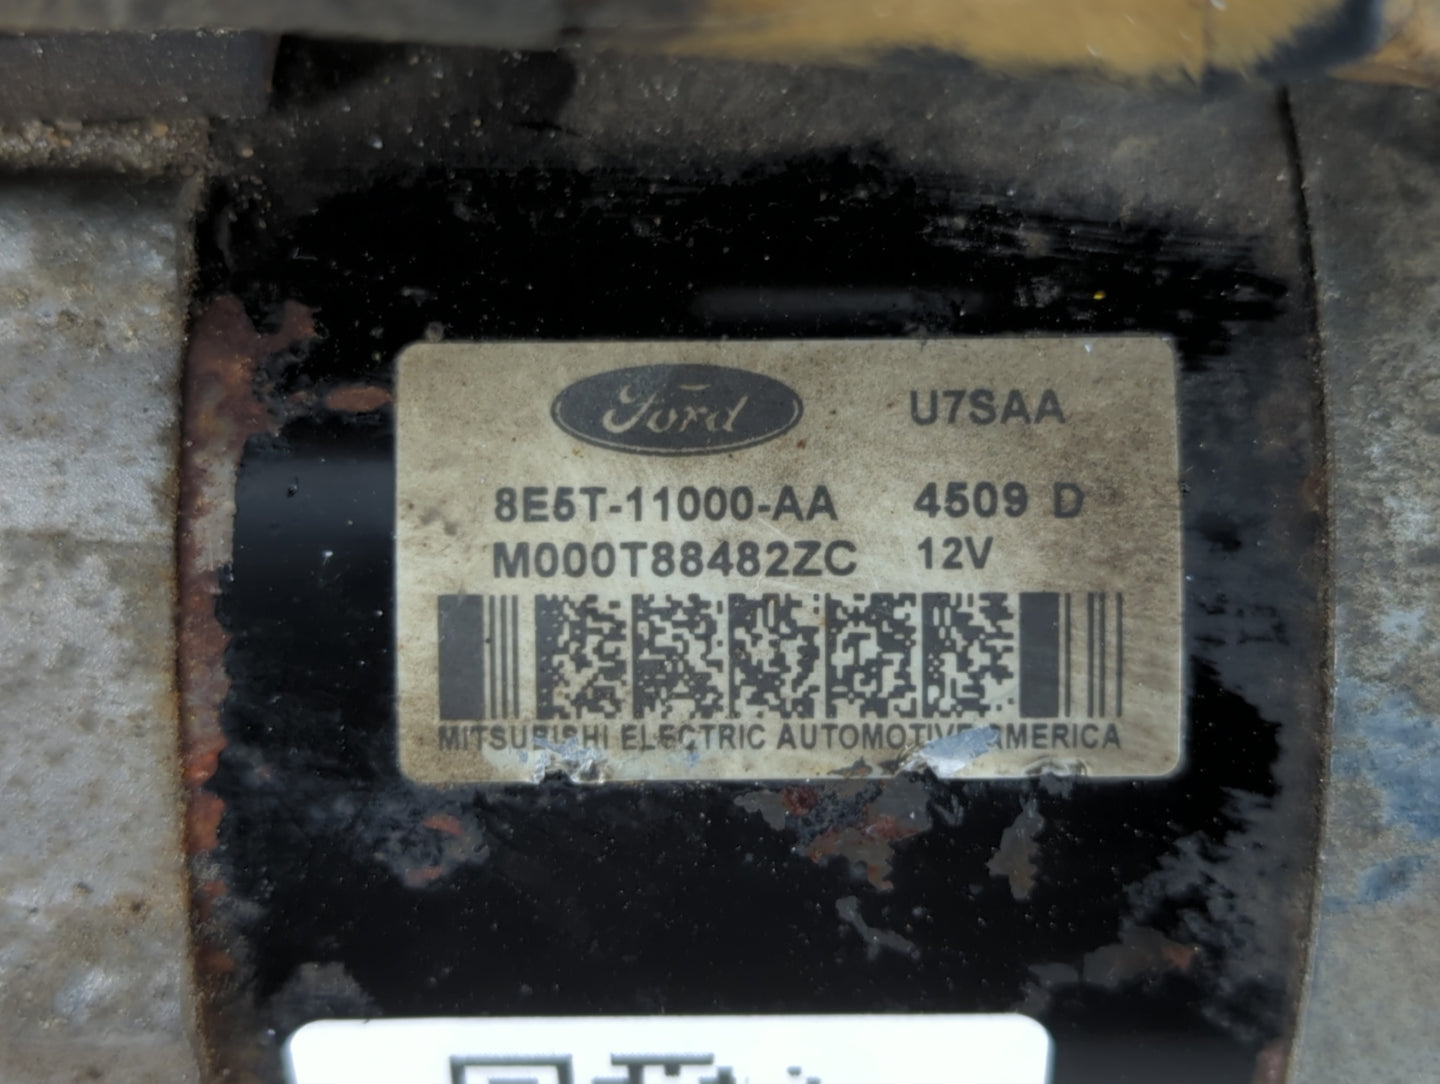 Ford U7SAA
8E5T-11000-AA 4509 D
M000T88482ZC 12V
MITSUBISHI ELECTRIC AUTOMOTIVE AMERICA